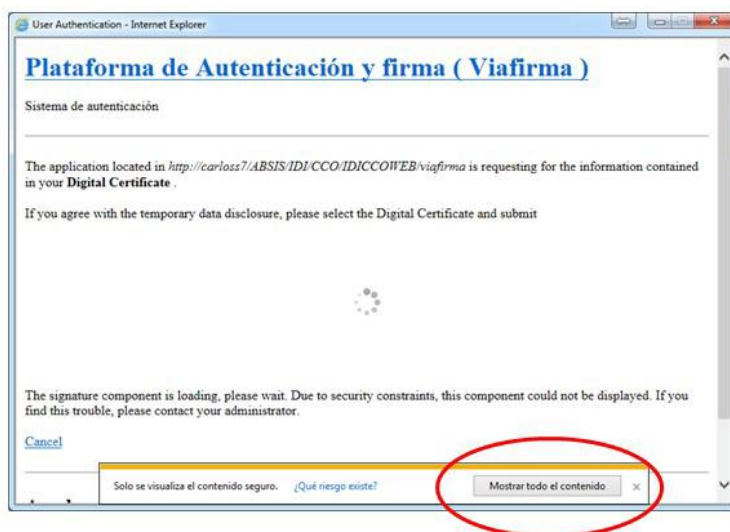 User Authentication - Internet Explorer
Plataforma de Autenticación y firma ( Viafirma )
Sistema de autenticación
The application located in http://carloss7/ABSIS/IDI/CCO/IDICCOWEB/viafirma is requesting for the information contained
in your Digital Certificate .
If you agree with the temporary data disclosure, please select the Digital Certificate and submit
The signature component is loading, please wait. Due to security constraints, this component could not be displayed. If you
find this trouble, please contact your administrator.
Cancel
Solo se visualiza el contenido seguro. ¿Qué riesgo existe? Mostrar todo el contenido